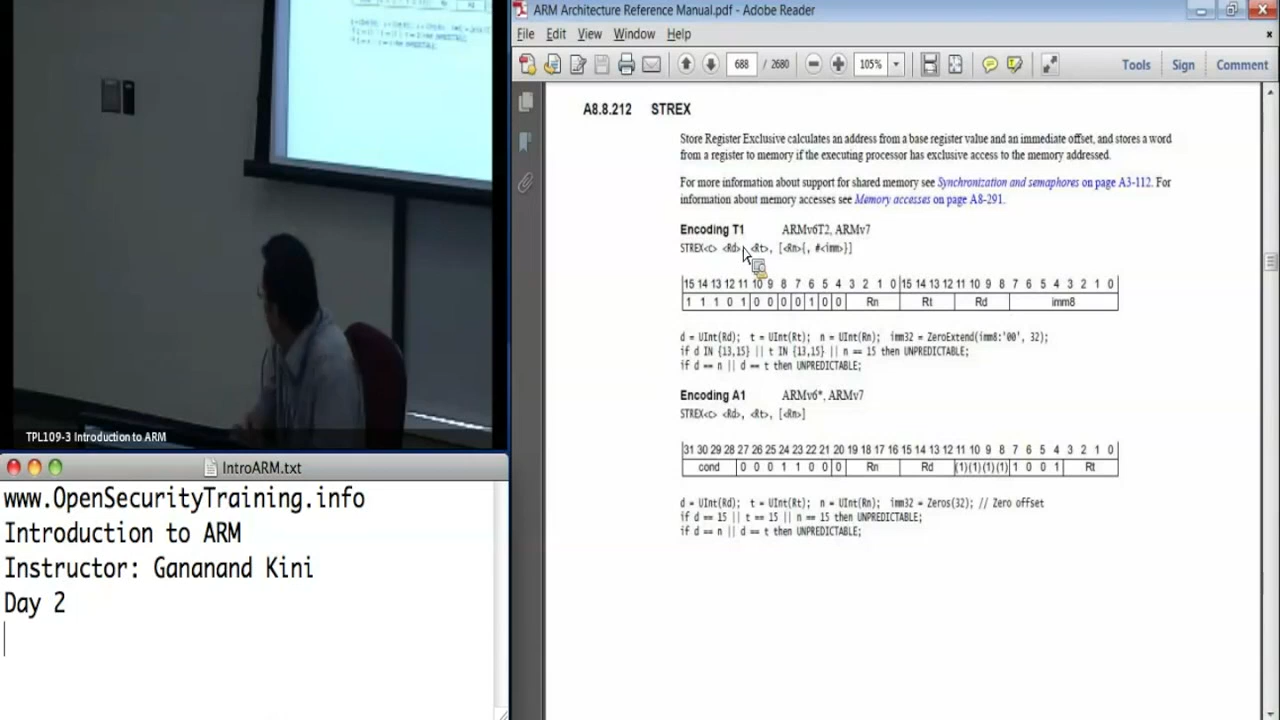 TPL109-3 Introduction to ARM
IntroARM.txt
www.OpenSecurityTraining.info
Introduction to ARM
Instructor: Gananand Kini
Day 2
ARM Architecture Reference Manual.pdf - Adobe Reader
File Edit View Window Help
688 / 2680 105% Tools Sign Comment
A8.8.212 STREX
Store Register Exclusive calculates an address from a base register value and an immediate offset, and stores a word
from a register to memory if the executing processor has exclusive access to the memory addressed.
For more information about support for shared memory see Synchronization and semaphores on page A3-112. For
information about memory accesses see Memory accesses on page A8-291.
Encoding T1 ARMv6T2, ARMv7
STREX<c> <Rd>, <Rt>, [<Rn>{, #<imm>}]
15 14 13 12 11 10 9 8 7 6 5 4 3 2 1 0 15 14 13 12 11 10 9 8 7 6 5 4 3 2 1 0
1 1 1 0 1 0 0 0 0 1 0 0 Rn Rt Rd imm8
d = UInt(Rd); t = UInt(Rt); n = UInt(Rn); imm32 = ZeroExtend(imm8:'00', 32);
if d IN {13,15} || t IN {13,15} || n == 15 then UNPREDICTABLE;
if d == n || d == t then UNPREDICTABLE;
Encoding A1 ARMv6*, ARMv7
STREX<c> <Rd>, <Rt>, [<Rn>]
31 30 29 28 27 26 25 24 23 22 21 20 19 18 17 16 15 14 13 12 11 10 9 8 7 6 5 4 3 2 1 0
cond 0 0 0 1 1 0 0 0 Rn Rd (1)(1)(1)(1) 1 0 0 1 Rt
d = UInt(Rd); t = UInt(Rt); n = UInt(Rn); imm32 = Zeros(32); // Zero offset
if d == 15 || t == 15 || n == 15 then UNPREDICTABLE;
if d == n || d == t then UNPREDICTABLE;